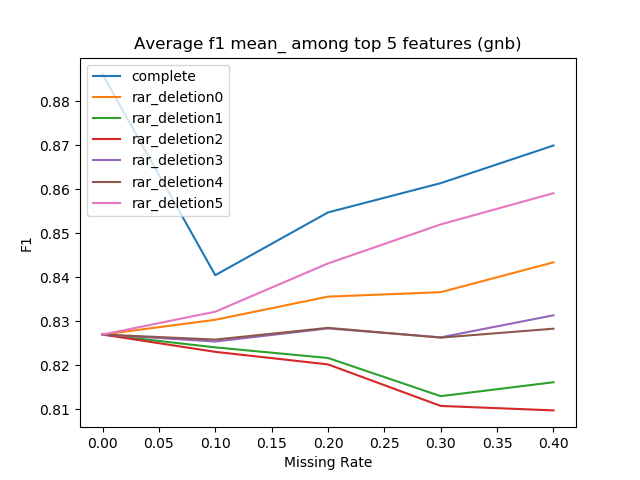 Average f1 mean_ among top 5 features (gnb)
complete
rar_deletion0
rar_deletion1
rar_deletion2
rar_deletion3
rar_deletion4
rar_deletion5
F1
0.88
0.87
0.86
0.85
0.84
0.83
0.82
0.81
0.00 0.05 0.10 0.15 0.20 0.25 0.30 0.35 0.40
Missing Rate